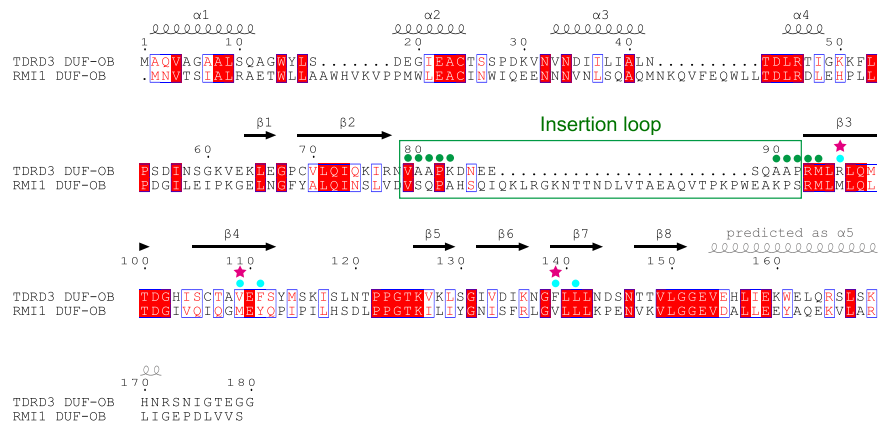 α1 α2 α3 α4
1 10 20 30 40 50
TDRD3 DUF-OB MAQVAGAALSQAGWYLS.......DEGIEACTSSPDKVNVNDIILIALN..........TDLRTIGKKFL
RMI1 DUF-OB .MNVTSIALRAETWLLAAWHVKVPPMWLEACINWIQEENNNVNLSQAQMNKQVFEQWLLTDLRDLEHPLL
Insertion loop
β1 β2 β3
60 70 80 90
TDRD3 DUF-OB PSDINSGKVEKLEGPCVLQIQKIRNVAAPKDNEE........................SQAAPRMLRLQM
RMI1 DUF-OB PDGILEIPKGELNGFYALQINSLVDVSQPAHSQIQKLRGKNTTNDLVTAEAQVTPKPWEAKPSRMLMLQL
β4 β5 β6 β7 β8 predicted as α5
100 110 120 130 140 150 160
TDRD3 DUF-OB TDGHISCTAVEFSYMSKISLNTPPGTKVKLSGIVDIKNGFLLLNDSNTTVLGGEVEHLIEKWELQRSLSK
RMI1 DUF-OB TDGIVQIQGMEYQPIPILHSDLPPGTKILIYGNISFRLGVLLLKPENVKVLGGEVDALLEEYAQEKVLAR
170 180
TDRD3 DUF-OB HNRSNIGTEGG
RMI1 DUF-OB LIGEPDLVVS